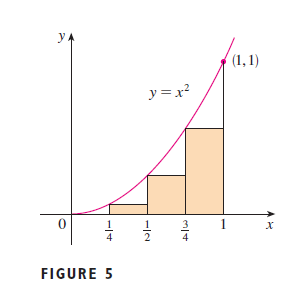 y
(1, 1)
y = x²
0
1/4
1/2
3/4
1
x
FIGURE 5